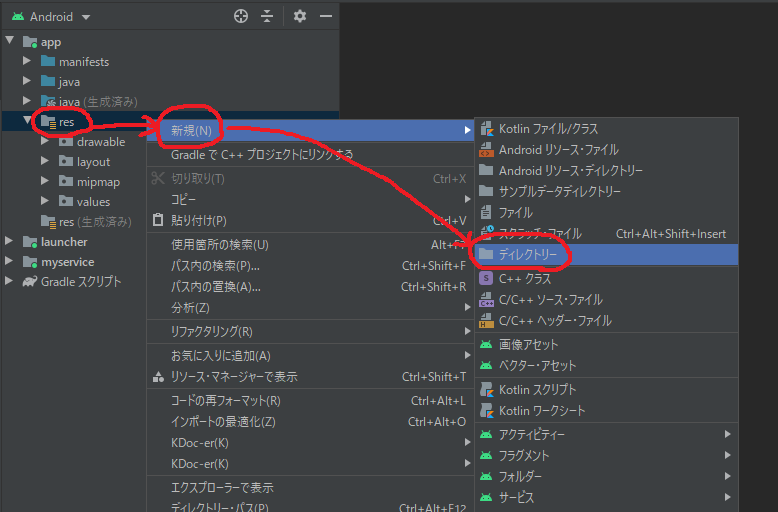 Android
app
manifests
java
java (生成済み)
res
drawable
layout
mipmap
values
res (生成済み)
launcher
myservice
Gradle スクリプト
新規(N)
Gradle で C++ プロジェクトにリンクする
切り取り(T) Ctrl+X
コピー
貼り付け(P) Ctrl+V
使用箇所の検索(U) Alt+F7
パス内の検索(P)... Ctrl+Shift+F
パス内の置換(A)... Ctrl+Shift+R
分析(Z)
リファクタリング(R)
お気に入りに追加(A)
リソース・マネージャーで表示 Ctrl+Shift+T
コードの再フォーマット(R) Ctrl+Alt+L
インポートの最適化(Z) Ctrl+Alt+O
KDoc-er(K)
KDoc-er(K)
エクスプローラーで表示
ディレクトリー・パス(P) Ctrl+Alt+F12
Kotlin ファイル/クラス
Android リソース・ファイル
Android リソース・ディレクトリー
サンプルデータディレクトリー
ファイル
スクラッチ・ファイル Ctrl+Alt+Shift+Insert
ディレクトリー
C++ クラス
C/C++ ソース・ファイル
C/C++ ヘッダー・ファイル
画像アセット
ベクター・アセット
Kotlin スクリプト
Kotlin ワークシート
アクティビティー
フラグメント
フォルダー
サービス